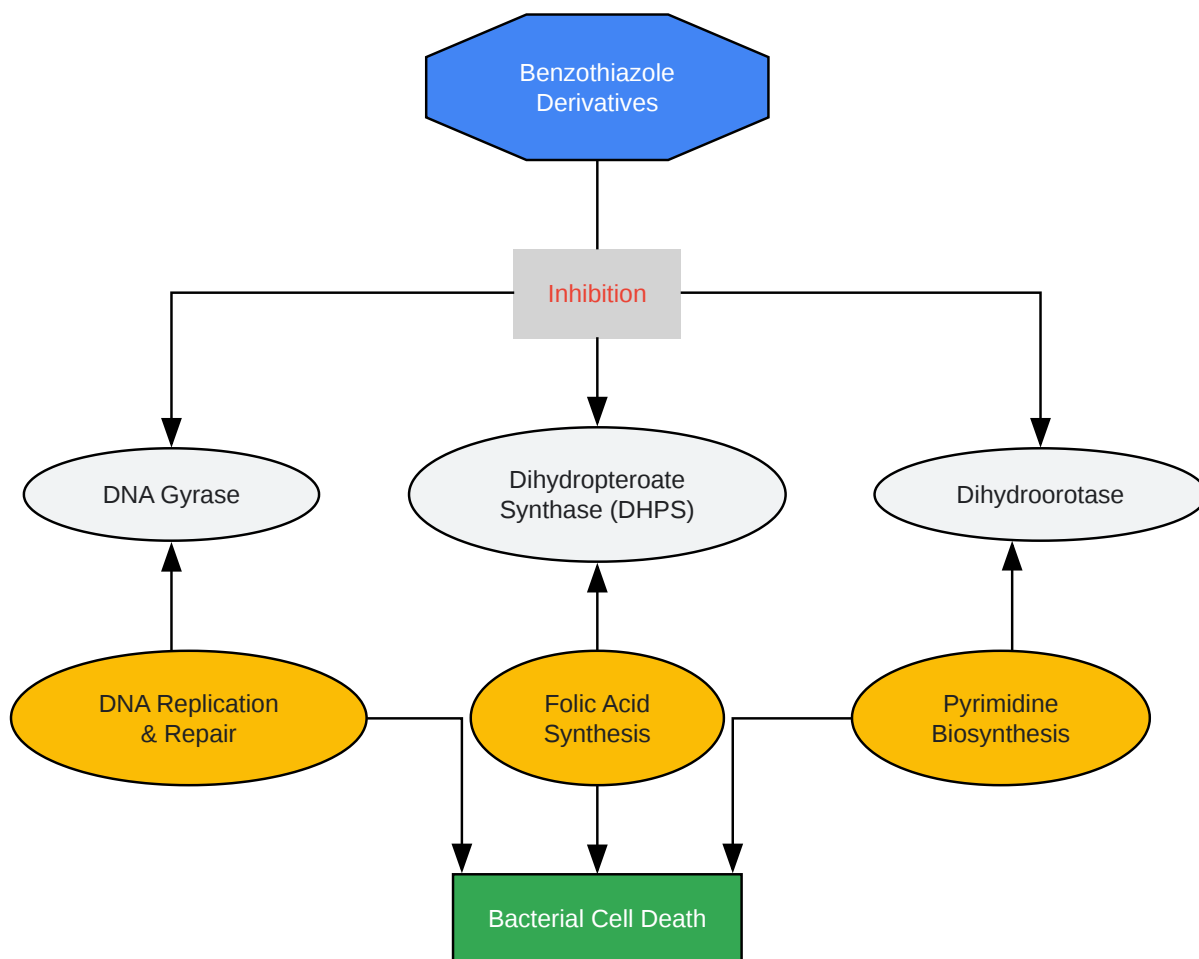 Benzothiazole
Derivatives
Inhibition
DNA Gyrase
Dihydropteroate
Synthase (DHPS)
Dihydroorotase
DNA Replication
& Repair
Folic Acid
Synthesis
Pyrimidine
Biosynthesis
Bacterial Cell Death